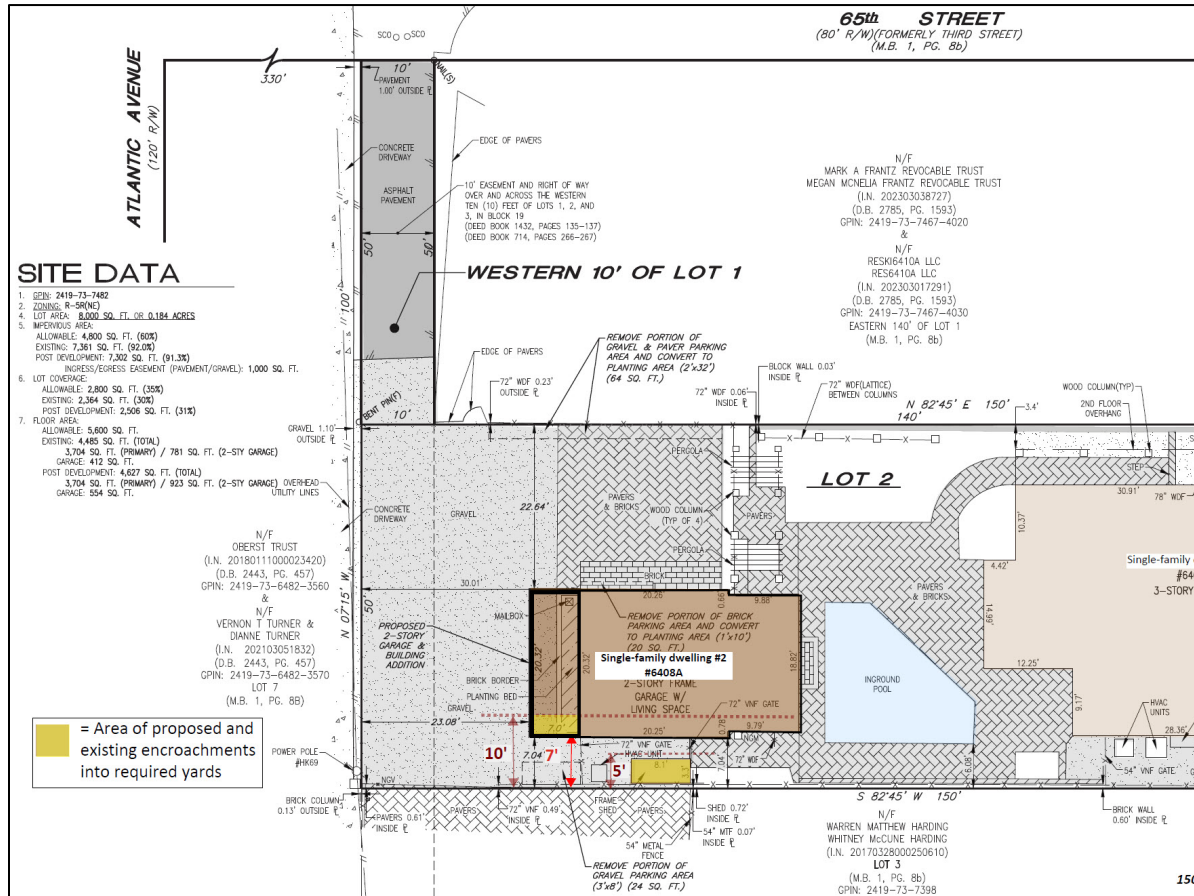 65th STREET
(80' R/W)(FORMERLY THIRD STREET)
(M.B. 1, PG. 8b)
SCO SCO
ATLANTIC AVENUE
(120' R/W)
330'
10'
NAIL(S)
PAVEMENT
1.00' OUTSIDE ℞
EDGE OF PAVERS
CONCRETE
DRIVEWAY
ASPHALT
PAVEMENT
10' EASEMENT AND RIGHT OF WAY
OVER AND ACROSS THE WESTERN
TEN (10) FEET OF LOTS 1, 2, AND
3, IN BLOCK 19
(DEED BOOK 1432, PAGES 135-137)
(DEED BOOK 714, PAGES 266-267)
50'
50'
100'
WESTERN 10' OF LOT 1
N/F
MARK A FRANTZ REVOCABLE TRUST
MEGAN MCNELIA FRANTZ REVOCABLE TRUST
(I.N. 202303038727)
(D.B. 2785, PG. 1593)
GPIN: 2419-73-7467-4020
&
N/F
RESKI6410A LLC
RES6410A LLC
(I.N. 202303017291)
(D.B. 2785, PG. 1593)
GPIN: 2419-73-7467-4030
EASTERN 140' OF LOT 1
(M.B. 1, PG. 8b)
SITE DATA
1. GPIN: 2419-73-7482
2. ZONING: R-5R(NE)
4. LOT AREA: 8,000 SQ. FT. OR 0.184 ACRES
5. IMPERVIOUS AREA:
ALLOWABLE: 4,800 SQ. FT. (60%)
EXISTING: 7,361 SQ. FT. (92.0%)
POST DEVELOPMENT: 7,302 SQ. FT. (91.3%)
INGRESS/EGRESS EASEMENT (PAVEMENT/GRAVEL): 1,000 SQ. FT.
6. LOT COVERAGE:
ALLOWABLE: 2,800 SQ. FT. (35%)
EXISTING: 2,364 SQ. FT. (30%)
POST DEVELOPMENT: 2,506 SQ. FT. (31%)
7. FLOOR AREA:
ALLOWABLE: 5,600 SQ. FT.
EXISTING: 4,485 SQ. FT. (TOTAL)
3,704 SQ. FT. (PRIMARY) / 781 SQ. FT. (2-STY GARAGE)
GARAGE: 412 SQ. FT.
POST DEVELOPMENT: 4,627 SQ. FT. (TOTAL)
3,704 SQ. FT. (PRIMARY) / 923 SQ. FT. (2-STY GARAGE)
GARAGE: 554 SQ. FT.
OVERHEAD
UTILITY LINES
EDGE OF PAVERS
REMOVE PORTION OF
GRAVEL & PAVER PARKING
AREA AND CONVERT TO
PLANTING AREA (2'x32')
(64 SQ. FT.)
72" WDF 0.23'
OUTSIDE ℞
BENT PIN(F)
10'
GRAVEL 1.10'
OUTSIDE ℞
BLOCK WALL 0.03'
INSIDE ℞
72" WDF 0.06'
INSIDE ℞
72" WDF(LATTICE)
BETWEEN COLUMNS
N 82°45' E 150'
140'
WOOD COLUMN(TYP)
2ND FLOOR
OVERHANG
3.4'
STEP
LOT 2
30.91'
78" WDF
PERGOLA
PAVERS
& BRICKS
WOOD COLUMN
(TYP OF 4)
PAVERS
PERGOLA
CONCRETE
DRIVEWAY
GRAVEL
22.64'
10.37'
4.42'
Single-family
3-STORY
14.99'
PAVERS
& BRICKS
N/F
OBERST TRUST
(I.N. 20180111000023420)
(D.B. 2443, PG. 457)
GPIN: 2419-73-6482-3560
&
N/F
VERNON T TURNER &
DIANNE TURNER
(I.N. 202103051832)
(D.B. 2443, PG. 457)
GPIN: 2419-73-6482-3570
LOT 7
(M.B. 1, PG. 8B)
N 07°15' W
50'
30.01'
BRICK
20.26
0.66'
9.88'
MAILBOX
PROPOSED
2-STORY
GARAGE &
BUILDING
ADDITION
REMOVE PORTION OF BRICK
PARKING AREA AND CONVERT
TO PLANTING AREA (1'x10')
(20 SQ. FT.)
20.32'
20.32'
18.82'
Single-family dwelling #2
#6408A
2-STORY FRAME
GARAGE W/
LIVING SPACE
BRICK BORDER
PLANTING BED
GRAVEL
23.08'
7.0'
INGROUND
POOL
12.25'
9.17'
HVAC
UNITS
28.36'
= Area of proposed and
existing encroachments
into required yards
10'
7.04'
7'
20.25'
72" VNF GATE
HVAC UNIT
72" VNF GATE
0.78
9.79'
NGM
72" WDF
8.1'
5'
7.04'
6.08'
54" VNF GATE
POWER POLE
#HK69
NGV
BRICK COLUMN
0.13' OUTSIDE ℞
PAVERS 0.61'
INSIDE ℞
PAVERS
72" VNF 0.49'
INSIDE ℞
FRAME
SHED
PAVERS
54" METAL
FENCE
SHED 0.72'
INSIDE ℞
54" MTF 0.07'
INSIDE ℞
S 82°45' W 150'
BRICK WALL
0.60' INSIDE ℞
REMOVE PORTION OF
GRAVEL PARKING AREA
(3'x8') (24 SQ. FT.)
N/F
WARREN MATTHEW HARDING
WHITNEY McCUNE HARDING
(I.N. 20170328000250610)
LOT 3
(M.B. 1, PG. 8b)
GPIN: 2419-73-7398